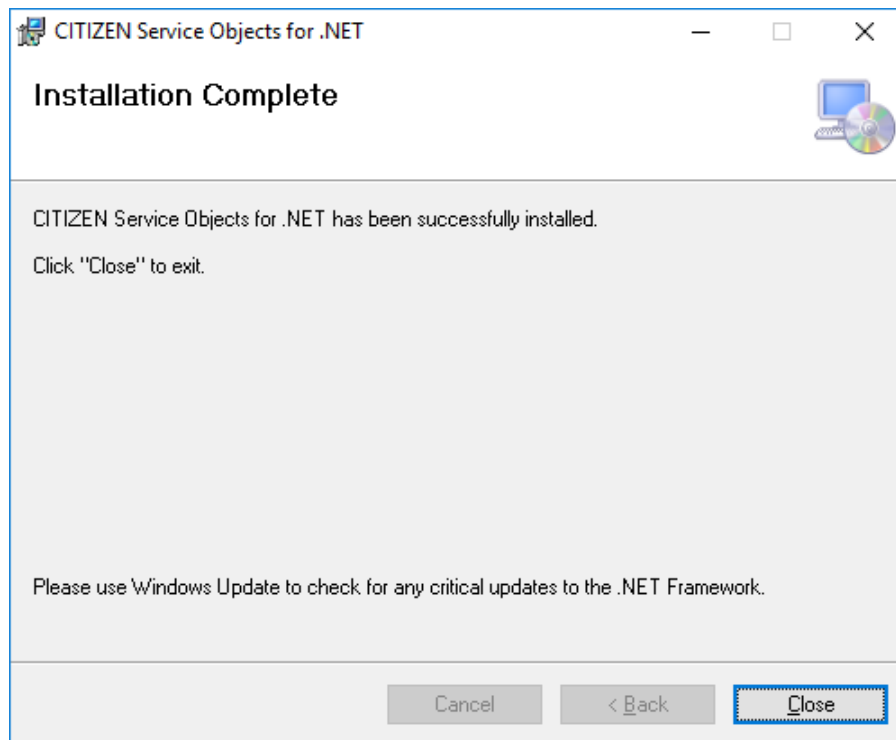 CITIZEN Service Objects for .NET
Installation Complete
CITIZEN Service Objects for .NET has been successfully installed.
Click "Close" to exit.
Please use Windows Update to check for any critical updates to the .NET Framework.
Cancel
< Back
Close